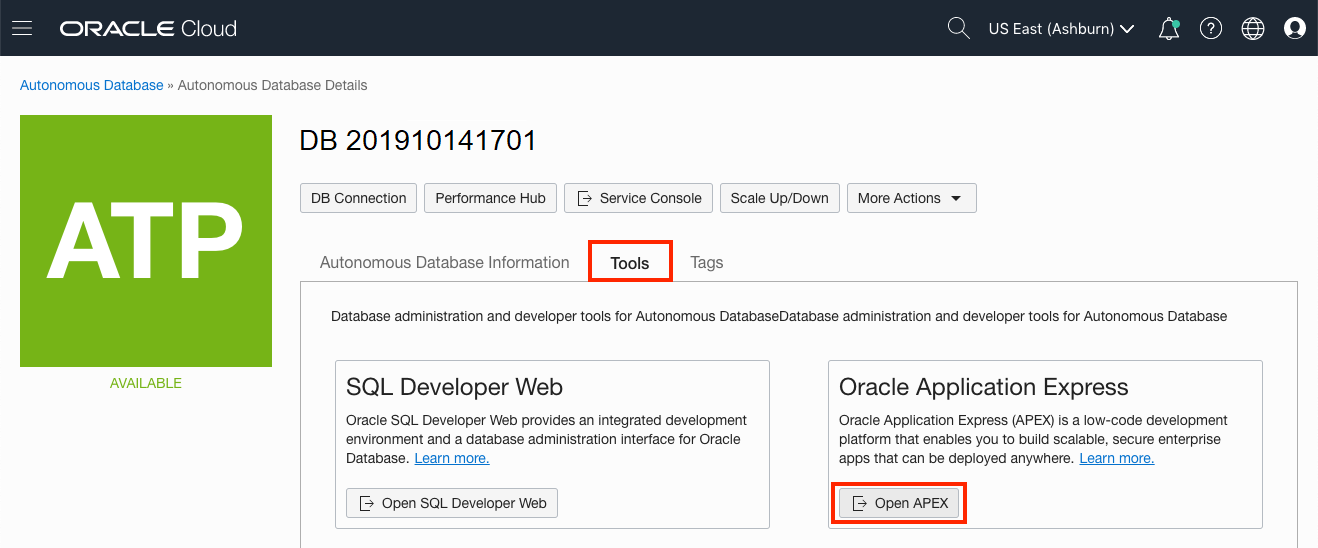 ORACLE Cloud
US East (Ashburn)
Autonomous Database » Autonomous Database Details
ATP
AVAILABLE
DB 201910141701
DB Connection
Performance Hub
Service Console
Scale Up/Down
More Actions
Autonomous Database Information
Tools
Tags
Database administration and developer tools for Autonomous DatabaseDatabase administration and developer tools for Autonomous Database
SQL Developer Web
Oracle SQL Developer Web provides an integrated development
environment and a database administration interface for Oracle
Database. Learn more.
Open SQL Developer Web
Oracle Application Express
Oracle Application Express (APEX) is a low-code development
platform that enables you to build scalable, secure enterprise
apps that can be deployed anywhere. Learn more.
Open APEX